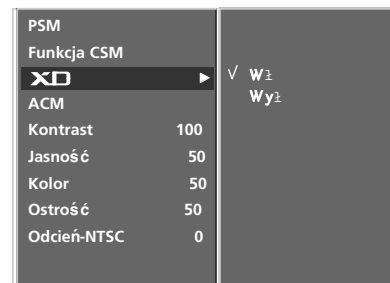 PSM
Funkcja CSM
XD
ACM
Kontrast 100
Jasność 50
Kolor 50
Ostrość 50
Odcień-NTSC 0
√ Wł
Wył